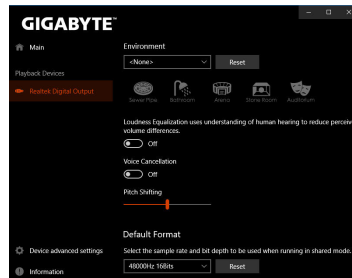 GIGABYTE™
Main
Playback Devices
Realtek Digital Output
Device advanced settings
Information
Environment
<None>
Reset
Sewer Pipe
Bathroom
Arena
Stone Room
Auditorium
Loudness Equalization uses understanding of human hearing to reduce perceive
volume differences.
Off
Voice Cancellation
Off
Pitch Shifting
Default Format
Select the sample rate and bit depth to be used when running in shared mode.
48000Hz 16Bits
Reset